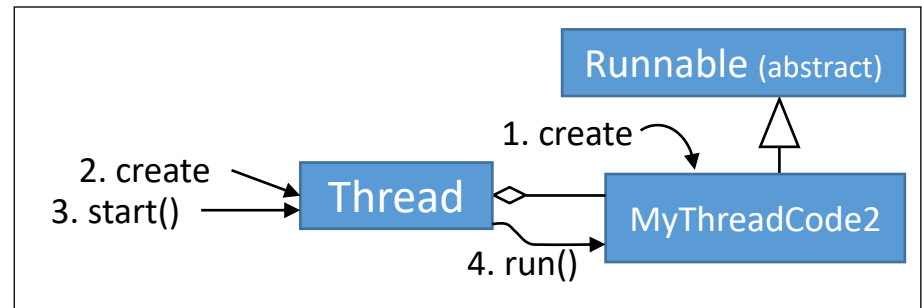 Runnable (abstract)
1. create
2. create
3. start()
Thread
MyThreadCode2
4. run()